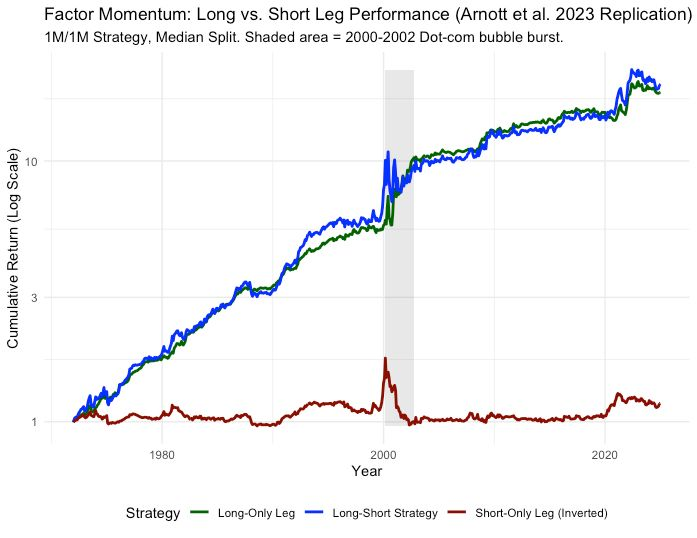 Factor Momentum: Long vs. Short Leg Performance (Arnott et al. 2023 Replication)
1M/1M Strategy, Median Split. Shaded area = 2000-2002 Dot-com bubble burst.
Cumulative Return (Log Scale)
10
3
1
1980
2000
2020
Year
Strategy
Long-Only Leg
Long-Short Strategy
Short-Only Leg (Inverted)